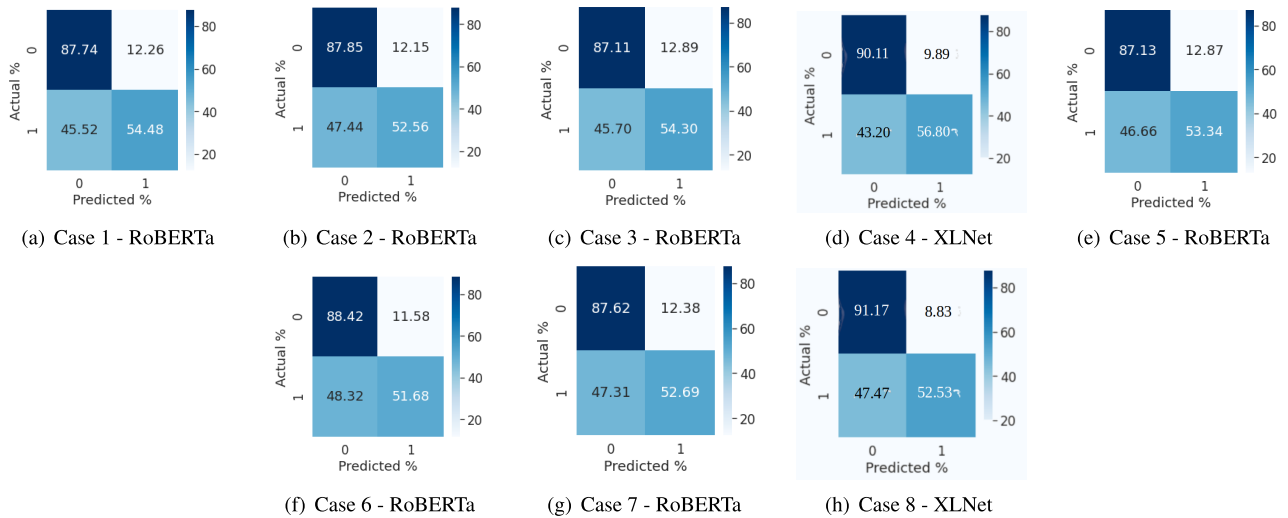 0 87.74 12.26 80
60
Actual %
1 45.52 54.48 40
20
0 1
Predicted %
(a) Case 1 - RoBERTa
0 87.85 12.15 80
60
Actual %
1 47.44 52.56 40
20
0 1
Predicted %
(b) Case 2 - RoBERTa
0 87.11 12.89 80
60
Actual %
1 45.70 54.30 40
20
0 1
Predicted %
(c) Case 3 - RoBERTa
0 90.11 9.89 80
60
Actual %
1 43.20 56.80 40
20
0 1
Predicted %
(d) Case 4 - XLNet
0 87.13 12.87 80
60
Actual %
1 46.66 53.34 40
20
0 1
Predicted %
(e) Case 5 - RoBERTa
0 88.42 11.58 80
60
Actual %
1 48.32 51.68 40
20
0 1
Predicted %
(f) Case 6 - RoBERTa
0 87.62 12.38 80
60
Actual %
1 47.31 52.69 40
20
0 1
Predicted %
(g) Case 7 - RoBERTa
0 91.17 8.83 80
60
Actual %
1 47.47 52.53 40
20
0 1
Predicted %
(h) Case 8 - XLNet